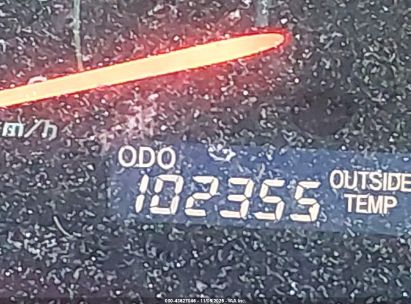 m/h
ODO
102355
OUTSIDE
TEMP